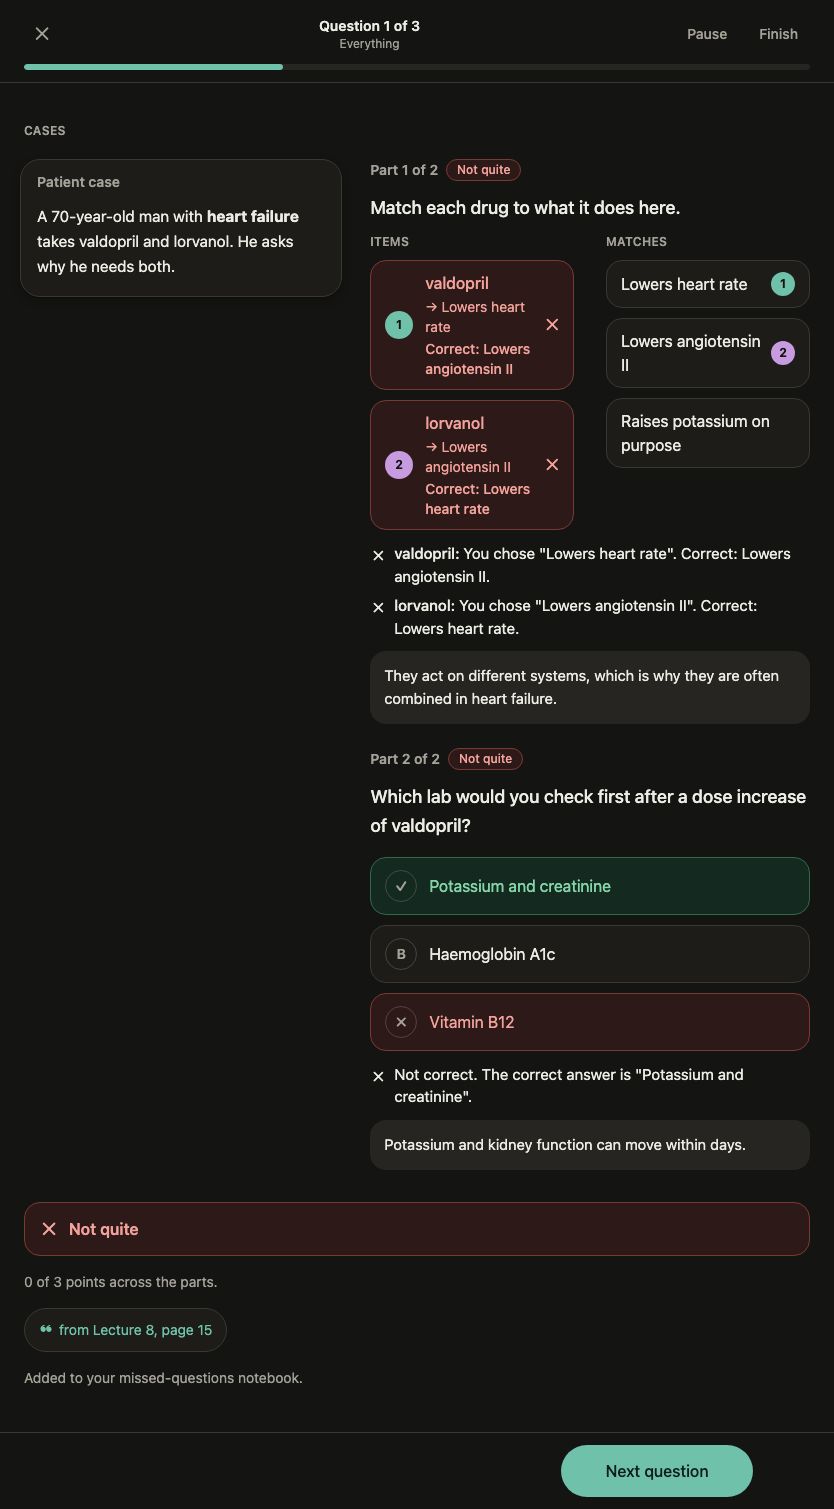 Question 1 of 3
Everything
Pause
Finish
CASES
Patient case
A 70-year-old man with heart failure
takes valdopril and lorvanol. He asks
why he needs both.
Part 1 of 2
Not quite
Match each drug to what it does here.
ITEMS
1
valdopril
→ Lowers heart
rate
Correct: Lowers
angiotensin II
2
lorvanol
→ Lowers
angiotensin II
Correct: Lowers
heart rate
MATCHES
Lowers heart rate
1
Lowers angiotensin
II
2
Raises potassium on
purpose
valdopril: You chose "Lowers heart rate". Correct: Lowers
angiotensin II.
lorvanol: You chose "Lowers angiotensin II". Correct:
Lowers heart rate.
They act on different systems, which is why they are often
combined in heart failure.
Part 2 of 2
Not quite
Which lab would you check first after a dose increase
of valdopril?
Potassium and creatinine
B
Haemoglobin A1c
Vitamin B12
Not correct. The correct answer is "Potassium and
creatinine".
Potassium and kidney function can move within days.
Not quite
0 of 3 points across the parts.
❝ from Lecture 8, page 15
Added to your missed-questions notebook.
Next question